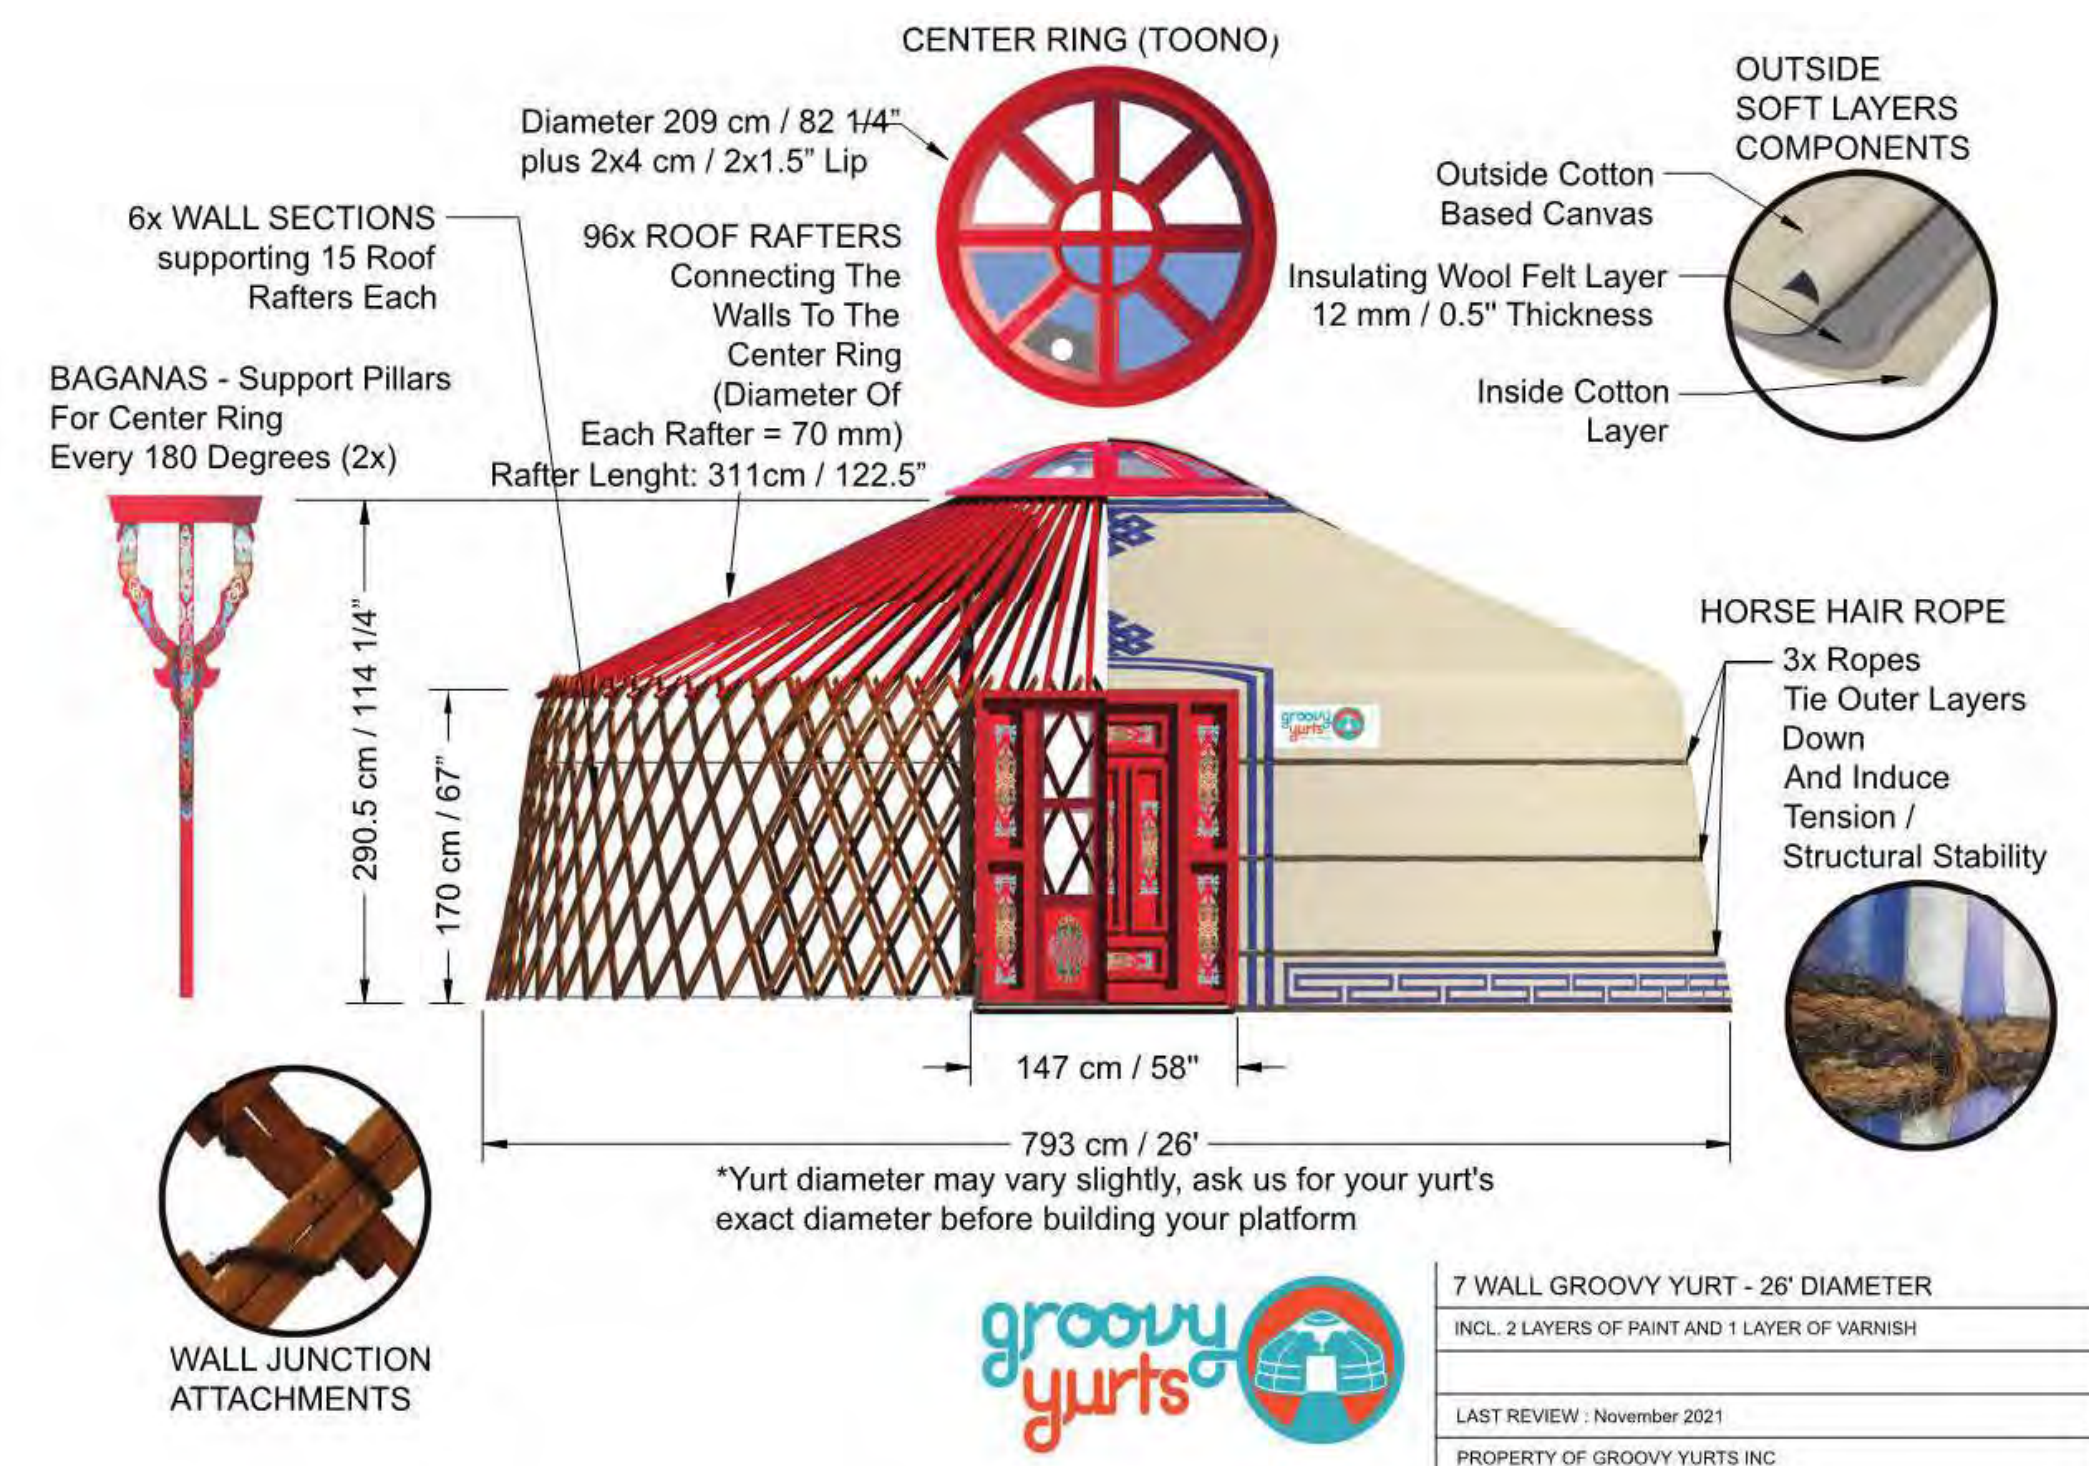 CENTER RING (TOONO)
Diameter 209 cm / 82 1/4”
plus 2x4 cm / 2x1.5” Lip
6x WALL SECTIONS
supporting 15 Roof
Rafters Each
96x ROOF RAFTERS
Connecting The
Walls To The
Center Ring
(Diameter Of
Each Rafter = 70 mm)
Rafter Lenght: 311cm / 122.5”
BAGANAS - Support Pillars
For Center Ring
Every 180 Degrees (2x)
OUTSIDE
SOFT LAYERS
COMPONENTS
Outside Cotton
Based Canvas
Insulating Wool Felt Layer
12 mm / 0.5" Thickness
Inside Cotton
Layer
HORSE HAIR ROPE
3x Ropes
Tie Outer Layers
Down
And Induce
Tension /
Structural Stability
groovy
yurts
290.5 cm / 114 1/4”
170 cm / 67”
147 cm / 58"
793 cm / 26'
*Yurt diameter may vary slightly, ask us for your yurt's
exact diameter before building your platform
WALL JUNCTION
ATTACHMENTS
groovy
yurts
7 WALL GROOVY YURT - 26' DIAMETER
INCL. 2 LAYERS OF PAINT AND 1 LAYER OF VARNISH
LAST REVIEW : November 2021
PROPERTY OF GROOVY YURTS INC